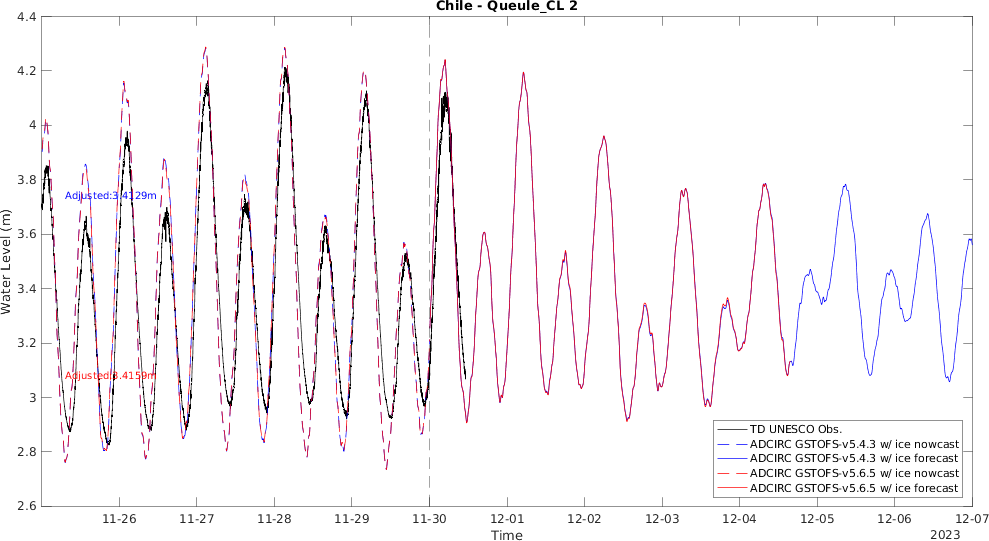 Chile - Queule_CL 2
4.4
4.2
4
3.8
3.6
3.4
3.2
3
2.8
2.6
Water Level (m)
Adjusted:3.4129m
Adjusted:3.4159m
TD UNESCO Obs.
ADCIRC GSTOFS-v5.4.3 w/ ice nowcast
ADCIRC GSTOFS-v5.4.3 w/ ice forecast
ADCIRC GSTOFS-v5.6.5 w/ ice nowcast
ADCIRC GSTOFS-v5.6.5 w/ ice forecast
11-26 11-27 11-28 11-29 11-30 12-01 12-02 12-03 12-04 12-05 12-06 12-07
Time
2023